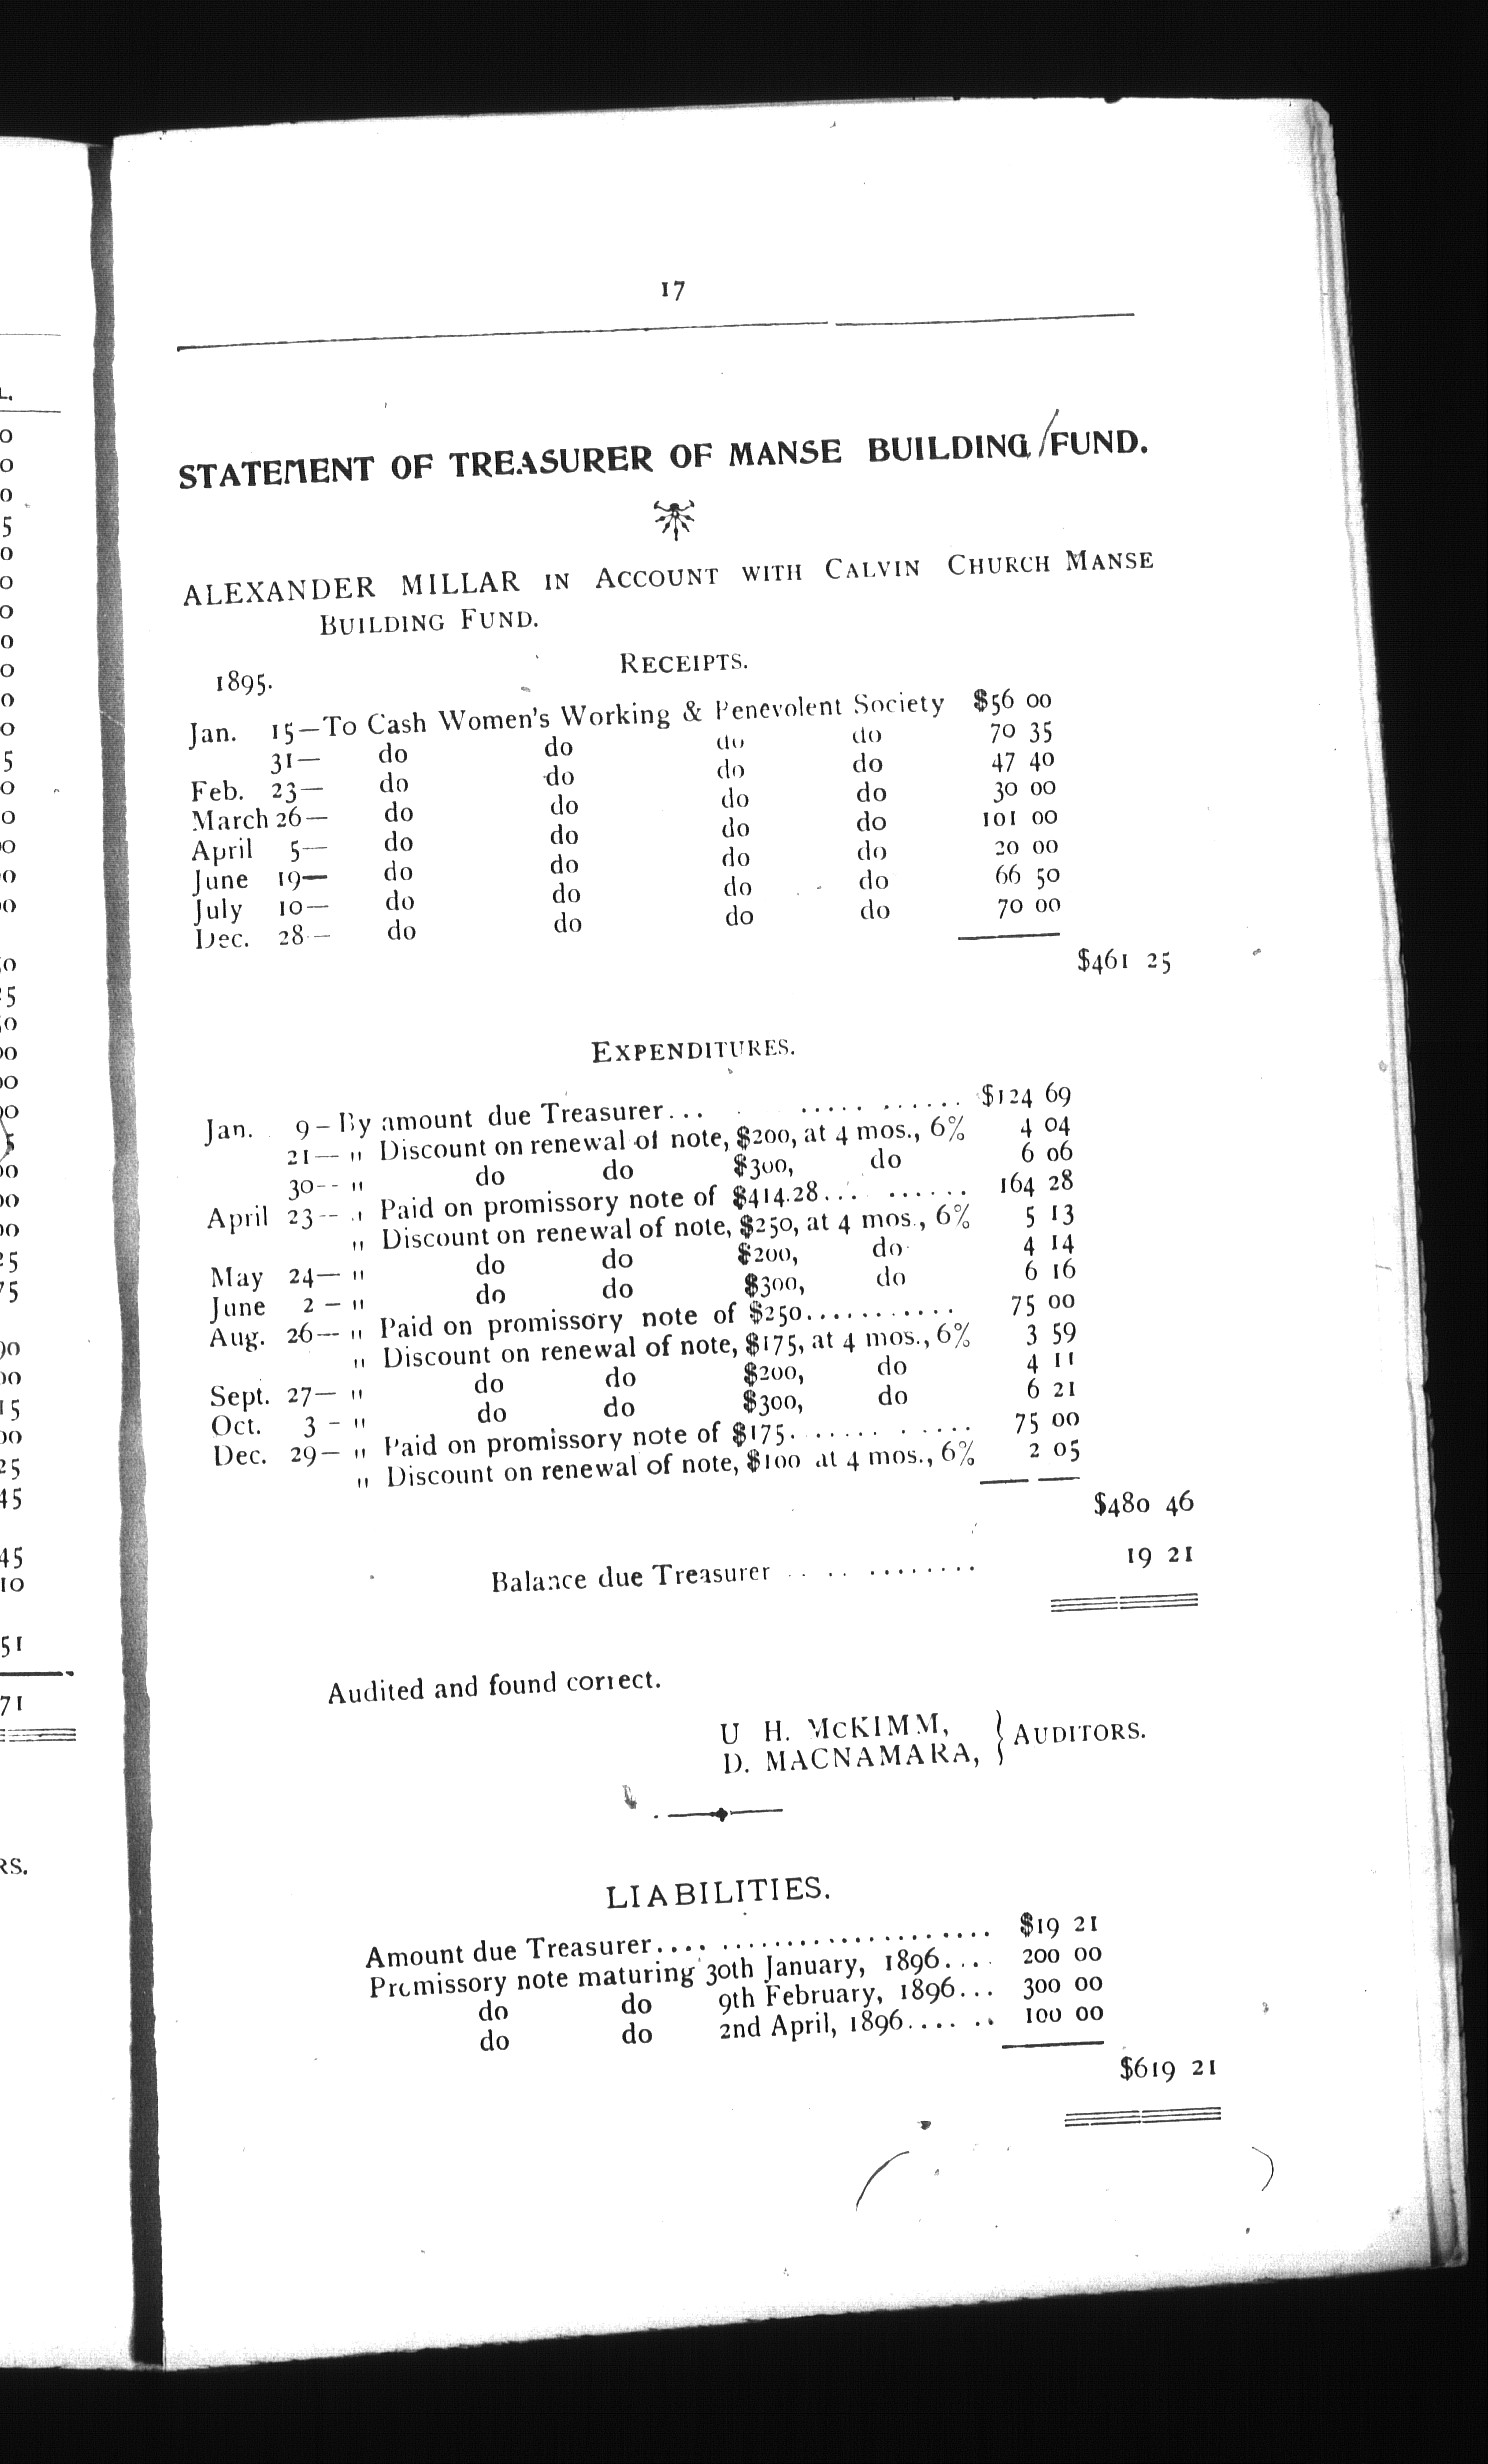 17
STATEMENT OF TREASURER OF MANSE BUILDING FUND.
ALEXANDER MILLAR IN ACCOUNT WITH CALVIN CHURCH MANSE
BUILDING FUND.
RECEIPTS.
1895.
Jan. 15—To Cash Women's Working & Benevolent Society $56 00
31— do do do do 70 35
Feb. 23— do do do do 47 40
March 26— do do do do 30 00
April 5— do do do do 101 00
June 19— do do do do 20 00
July 10— do do do do 66 50
Dec. 28— do do do do 70 00
$461 25
EXPENDITURES.
Jan. 9—By amount due Treasurer... ..... ...... $124 69
21— " Discount on renewal of note, $200, at 4 mos., 6% 4 04
30-- " do do $300, do 6 06
April 23-- " Paid on promissory note of $414.28... ...... 164 28
" Discount on renewal of note, $250, at 4 mos., 6% 5 13
May 24— " do do $200, do 4 14
June 2 — " do do $300, do 6 16
Aug. 26— " Paid on promissory note of $250........... 75 00
" Discount on renewal of note, $175, at 4 mos., 6% 3 59
Sept. 27— " do do $200, do 4 11
Oct. 3 - " do do $300, do 6 21
Dec. 29— " Paid on promissory note of $175. ...... . .... 75 00
" Discount on renewal of note, $100 at 4 mos., 6% 2 05
$480 46
Balance due Treasurer .. .. ........ 19 21
Audited and found correct.
U H. McKIMM,
D. MACNAMARA, } AUDITORS.
LIABILITIES.
Amount due Treasurer.... .................... $19 21
Promissory note maturing 30th January, 1896.... 200 00
do do 9th February, 1896... 300 00
do do 2nd April, 1896.... .. 100 00
$619 21